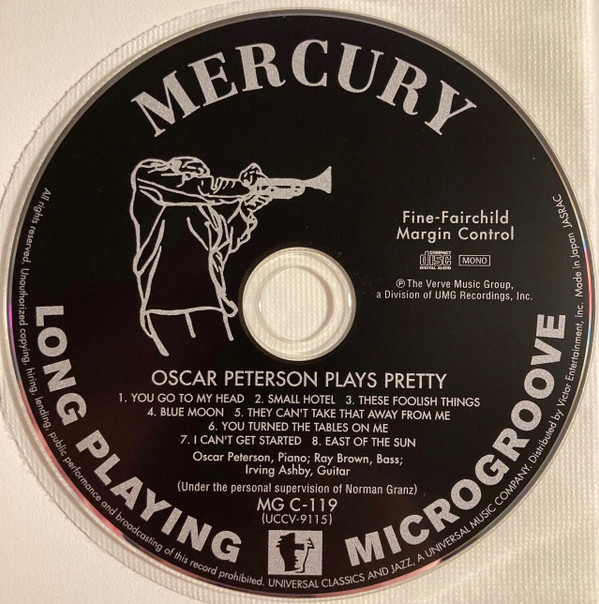 MERCURY
Fine-Fairchild
Margin Control
COMPACT
disc
DIGITAL AUDIO
MONO
℗ The Verve Music Group,
a Division of UMG Recordings, Inc.
OSCAR PETERSON PLAYS PRETTY
1. YOU GO TO MY HEAD 2. SMALL HOTEL 3. THESE FOOLISH THINGS
4. BLUE MOON 5. THEY CAN'T TAKE THAT AWAY FROM ME
6. YOU TURNED THE TABLES ON ME
7. I CAN'T GET STARTED 8. EAST OF THE SUN
Oscar Peterson, Piano; Ray Brown, Bass;
Irving Ashby, Guitar
(Under the personal supervision of Norman Granz)
MG C-119
(UCCV-9115)
LONG PLAYING MICROGROOVE
All rights reserved. Unauthorized copying, hiring, lending, public performance and broadcasting of this record prohibited. UNIVERSAL CLASSICS AND JAZZ, A UNIVERSAL MUSIC COMPANY. Distributed by Victor Entertainment, Inc. Made in Japan JASRAC